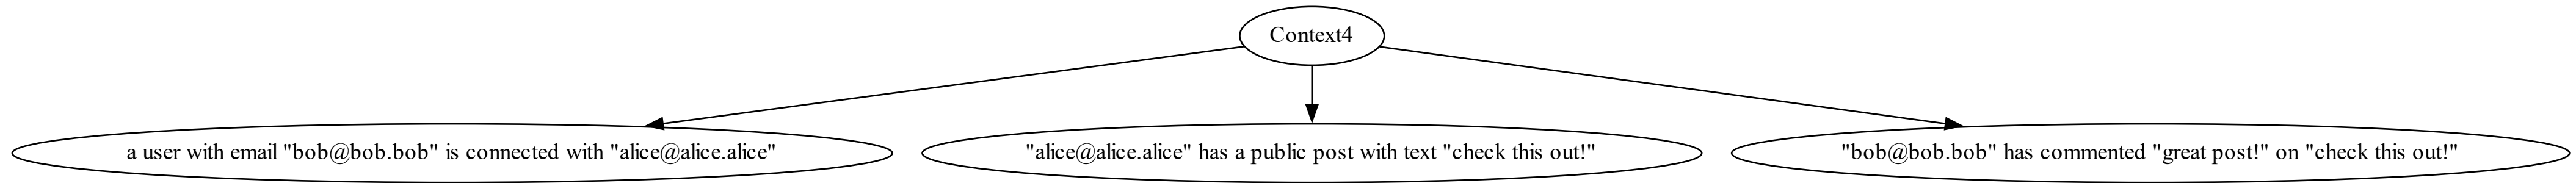 Context4
a user with email "bob@bob.bob" is connected with "alice@alice.alice"
"alice@alice.alice" has a public post with text "check this out!"
"bob@bob.bob" has commented "great post!" on "check this out!"